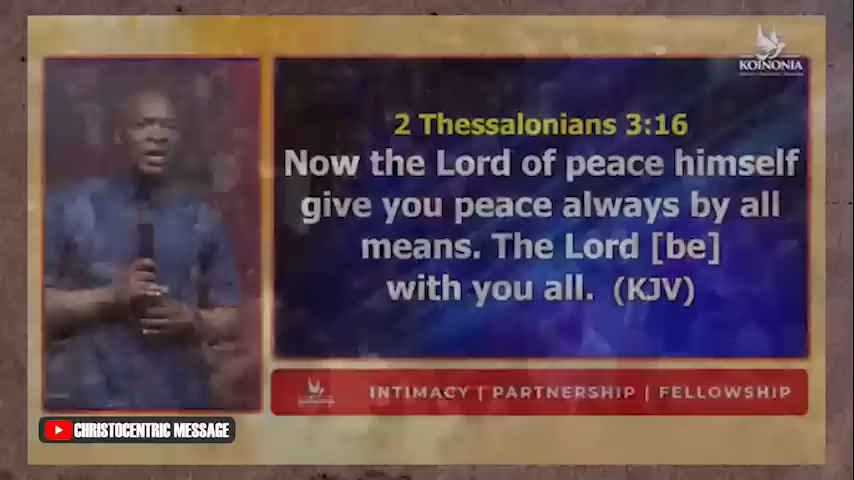 KOINONIA
2 Thessalonians 3:16
Now the Lord of peace himself
give you peace always by all
means. The Lord [be]
with you all. (KJV)
INTIMACY | PARTNERSHIP | FELLOWSHIP
CHRISTOCENTRIC MESSAGE